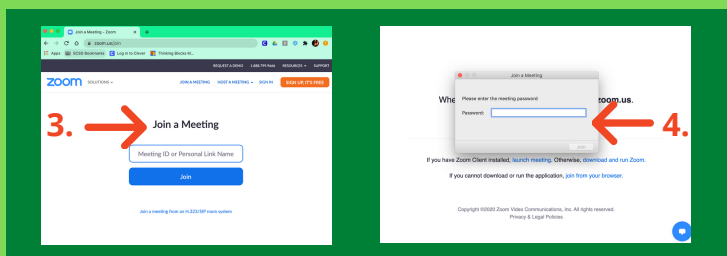 Join a Meeting - Zoom
zoom.us/join
Apps SCSD Bookmarks Log in to Clever Thinking Blocks M...
REQUEST A DEMO 1.888.799.9666 RESOURCES SUPPORT
zoom SOLUTIONS JOIN A MEETING HOST A MEETING SIGN IN SIGN UP, IT'S FREE
3.
Join a Meeting
Meeting ID or Personal Link Name
Join
Join a meeting from an H.323/SIP room system
Join a Meeting
Whe
zoom.us.
Please enter the meeting password
Password:
4.
Join
If you have Zoom Client installed, launch meeting. Otherwise, download and run Zoom.
If you cannot download or run the application, join from your browser.
Copyright ©2020 Zoom Video Communications, Inc. All rights reserved.
Privacy & Legal Policies